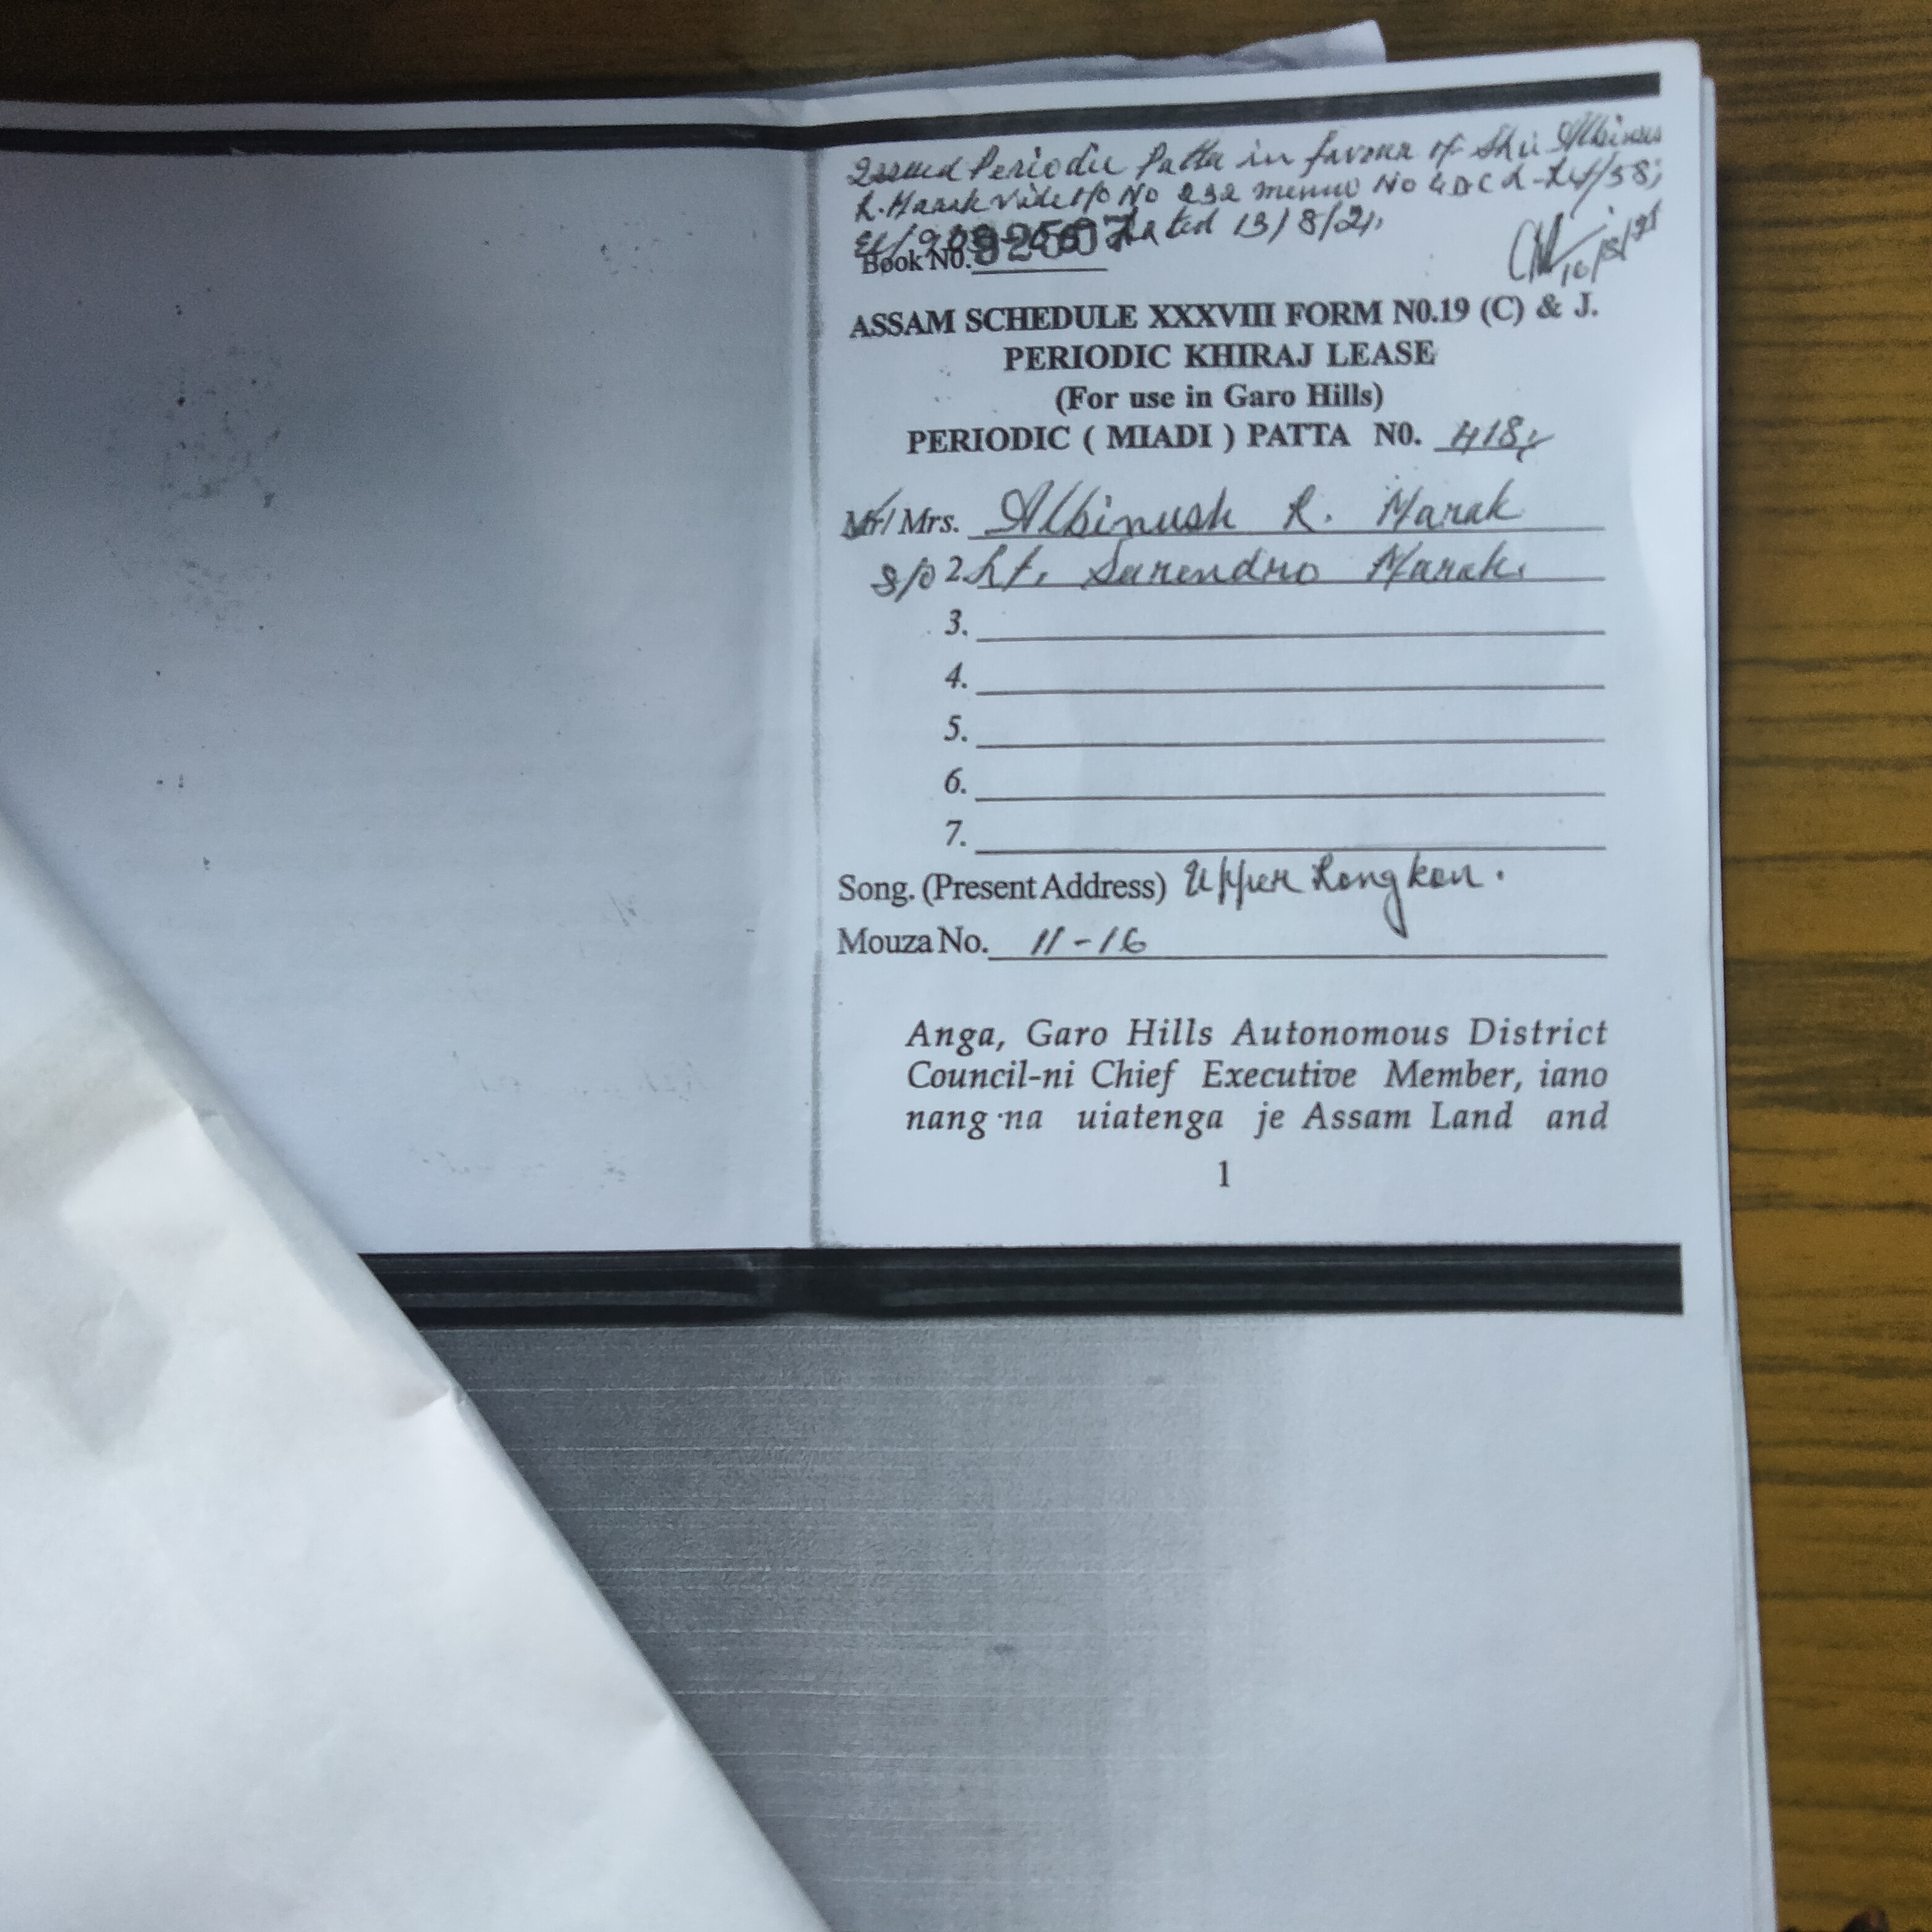 Issued Periodic Patta in favour of Shri Albinus
R. Marak vide No 232 memo No
dated 13/8/21,
Book No.
ASSAM SCHEDULE XXXVIII FORM N0.19 (C) & J.
PERIODIC KHIRAJ LEASE
(For use in Garo Hills)
PERIODIC ( MIADI ) PATTA N0. 418
Mr/ Mrs. Albinush R. Marak
s/o 2. Lt. Surendro Marak.
3.
4.
5.
6.
7.
Song. (Present Address) Upper Rongkon.
Mouza No. 11-16
Anga, Garo Hills Autonomous District
Council-ni Chief Executive Member, iano
nang·na uiatenga je Assam Land and
1